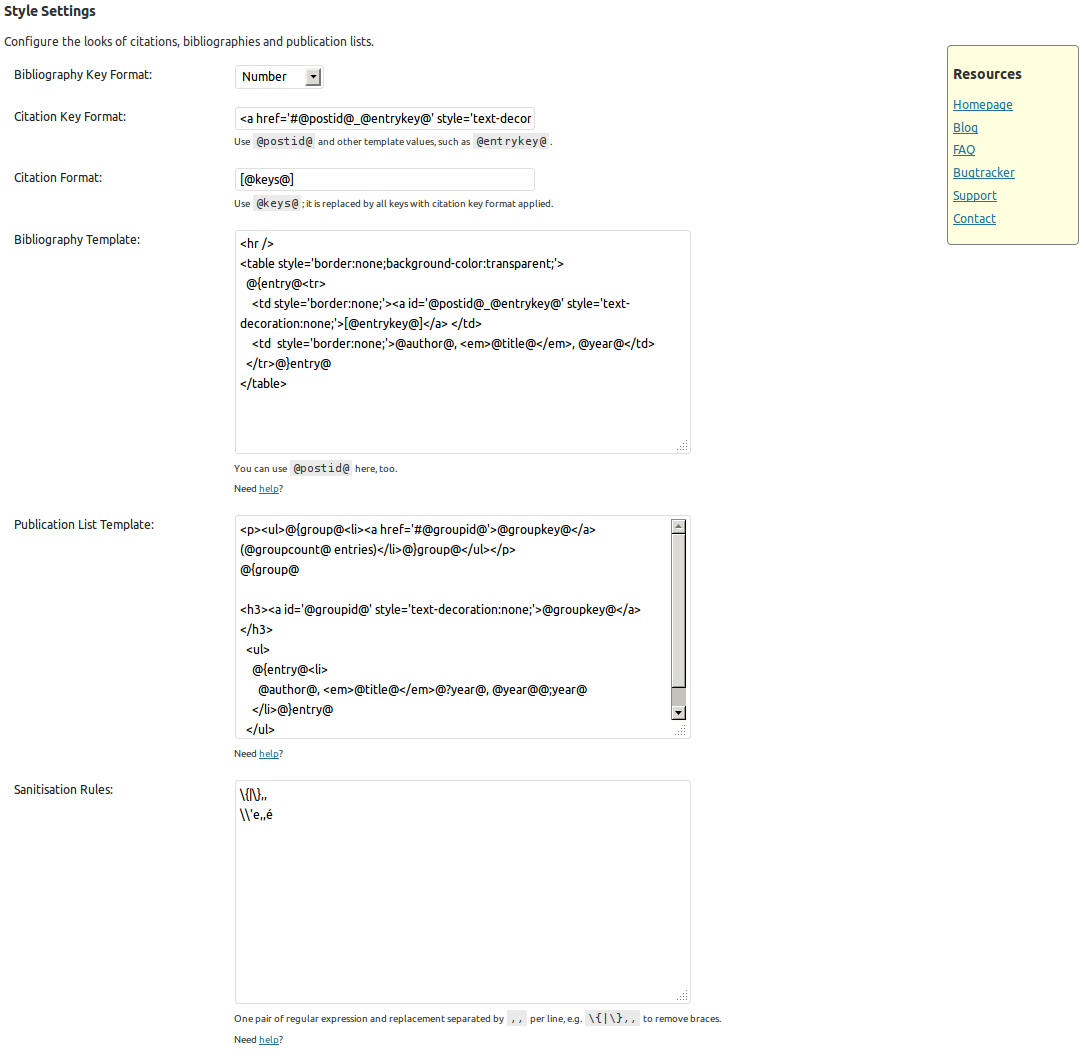 Style Settings
Configure the looks of citations, bibliographies and publication lists.
Bibliography Key Format:
Number
Citation Key Format:
<a href='#@postid@_@entrykey@' style='text-decor
Use @postid@ and other template values, such as @entrykey@ .
Citation Format:
[@keys@]
Use @keys@ ; it is replaced by all keys with citation key format applied.
Bibliography Template:
<hr />
<table style='border:none;background-color:transparent;'>
@{entry@<tr>
<td style='border:none;'><a id='@postid@_@entrykey@' style='text-
decoration:none;'>[@entrykey@]</a> </td>
<td  style='border:none;'>@author@, <em>@title@</em>, @year@</td>
</tr>@}entry@
</table>
You can use @postid@ here, too.
Need help?
Publication List Template:
<p><ul>@{group@<li><a href='#@groupid@'>@groupkey@</a>
(@groupcount@ entries)</li>@}group@</ul></p>
@{group@
<h3><a id='@groupid@' style='text-decoration:none;'>@groupkey@</a>
</h3>
<ul>
@{entry@<li>
@author@, <em>@title@</em>@?year@, @year@@;year@
</li>@}entry@
</ul>
Need help?
Sanitisation Rules:
\{|\},,
\\'e,,é
One pair of regular expression and replacement separated by ,, per line, e.g. \{|\},, to remove braces.
Need help?
Resources
Homepage
Blog
FAQ
Bugtracker
Support
Contact